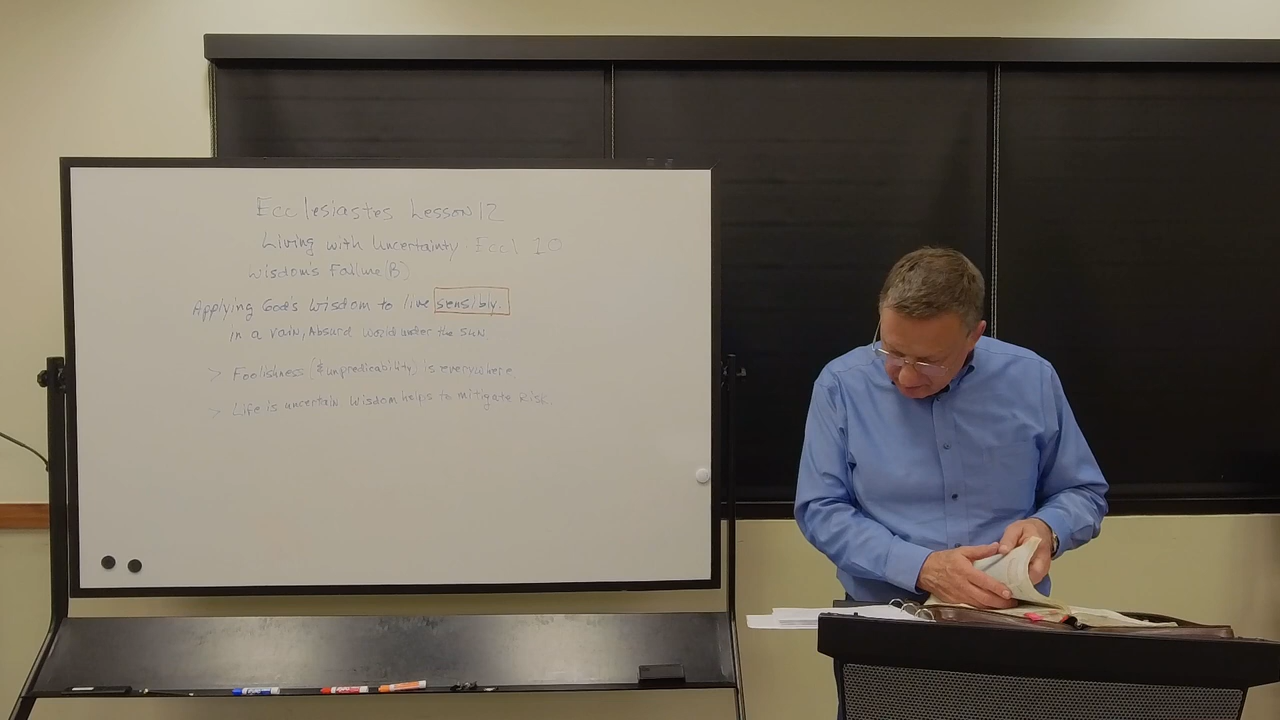 Ecclesiastes Lesson 12
Living with Uncertainty Eccl 10
Wisdom's Failure (B)
Applying God's Wisdom to live sensibly.
in a vain, Absurd World under the sun.
> Foolishness (& unpredicability) is everywhere
> Life is uncertain wisdom helps to mitigate risk.